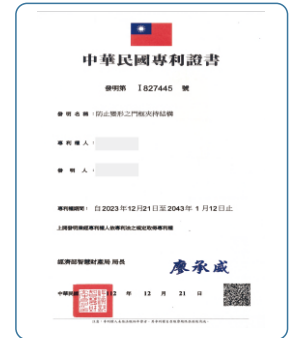 中華民國專利證書
發明第 I827445 號
發明名稱：防止變形之門框夾持結構
專利權人：
發明人：
專利權期間：自2023年12月21日至2043年1月12日止
上開發明業經專利權人依專利法之規定取得專利權
經濟部智慧財產局 局長 廖承威
中華民國 112 年 12 月 21 日